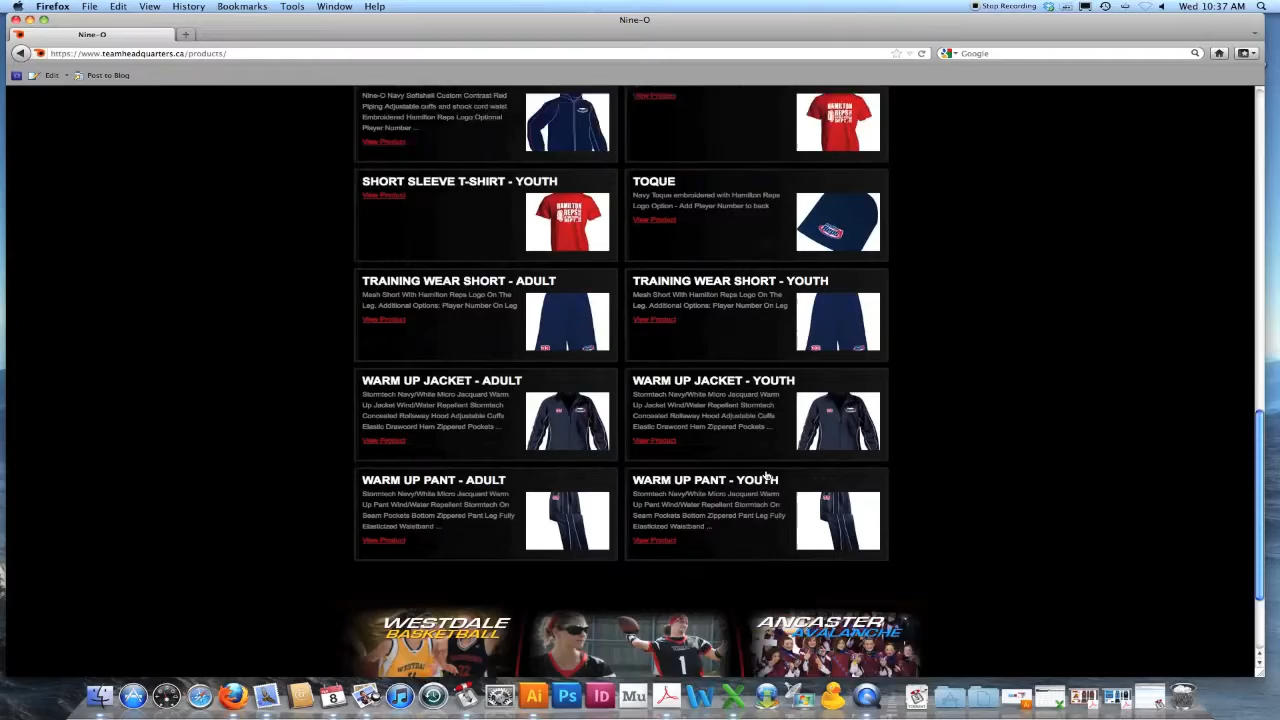 Firefox File Edit View History Bookmarks Tools Window Help
Stop Recording Wed 10:37 AM
Nine-O
Nine-O
https://www.teamheadquarters.ca/products/
Google
Edit Post to Blog
Nine-O Navy Softshell Custom Contrast Red
Piping Adjustable cuffs and shock cord waist
Embroidered Hamilton Reps Logo Optional
Player Number ...
View Product
View Product
HAMILTON
REPS
SHORT SLEEVE T-SHIRT - YOUTH
View Product
HAMILTON
REPS
TOQUE
Navy Toque embroidered with Hamilton Reps
Logo Option - Add Player Number to back
View Product
TRAINING WEAR SHORT - ADULT
Mesh Short With Hamilton Reps Logo On The
Leg. Additional Options: Player Number On Leg
View Product
TRAINING WEAR SHORT - YOUTH
Mesh Short With Hamilton Reps Logo On The
Leg. Additional Options: Player Number On Leg
View Product
WARM UP JACKET - ADULT
Stormtech Navy/White Micro Jacquard Warm
Up Jacket Wind/Water Repellent Stormtech
Concealed Rollaway Hood Adjustable Cuffs
Elastic Drawcord Hem Zippered Pockets ...
View Product
WARM UP JACKET - YOUTH
Stormtech Navy/White Micro Jacquard Warm
Up Jacket Wind/Water Repellent Stormtech
Concealed Rollaway Hood Adjustable Cuffs
Elastic Drawcord Hem Zippered Pockets ...
View Product
WARM UP PANT - ADULT
Stormtech Navy/White Micro Jacquard Warm
Up Pant Wind/Water Repellent Stormtech On
Seam Pockets Bottom Zippered Pant Leg Fully
Elasticized Waistband ...
View Product
WARM UP PANT - YOUTH
Stormtech Navy/White Micro Jacquard Warm
Up Pant Wind/Water Repellent Stormtech On
Seam Pockets Bottom Zippered Pant Leg Fully
Elasticized Waistband ...
View Product
WESTDALE
BASKETBALL
1
ANCASTER
AVALANCHE
8
Ai Ps Id Mu